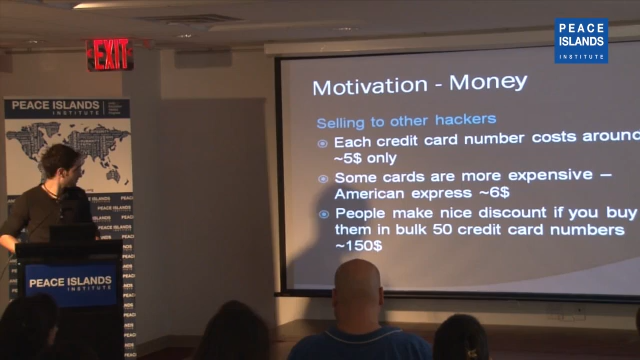 PEACE
ISLANDS
INSTITUTE
EXIT
PEACE ISLANDS
INSTITUTE
Motivation - Money
Selling to other hackers
Each credit card number costs around
~5$ only
Some cards are more expensive –
American express ~6$
People make nice discount if you buy
them in bulk 50 credit card numbers
~150$
PEACE ISLANDS
INSTITUTE